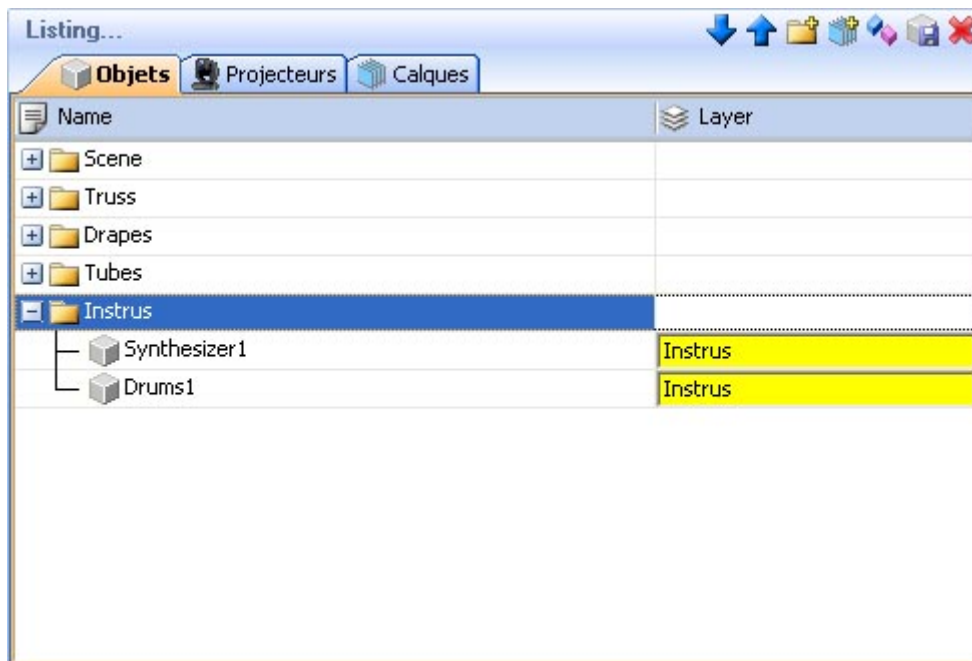 Listing...
Objets Projecteurs Calques
Name Layer
Scene
Truss
Drapes
Tubes
Instrus
Synthesizer1 Instrus
Drums1 Instrus